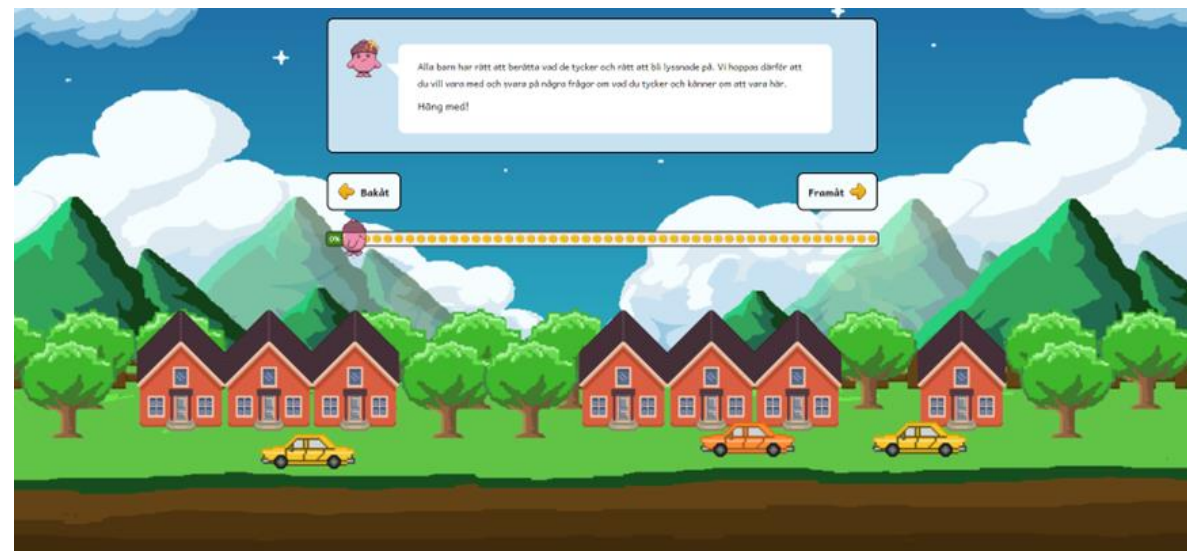 Alla barn har rätt att berätta vad de tycker och rätt att bli lyssnade på. Vi hoppas därför att
du vill vara med och svara på några frågor om vad du tycker och känner om att vara här.
Häng med!
Bakåt
Framåt
0%